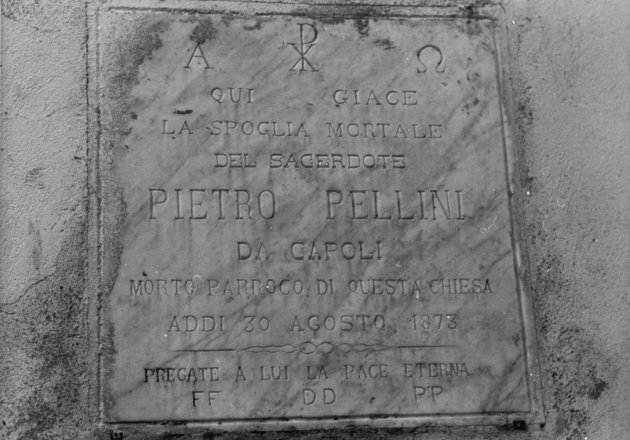 Α ☧ Ω
QUI GIACE
LA SPOGLIA MORTALE
DEL SACERDOTE
PIETRO PELLINI
DA CAPOLI
MORTO PARROCO DI QUESTA CHIESA
ADDI 30 AGOSTO 1873
PREGATE A LUI LA PACE ETERNA
FF DD PP